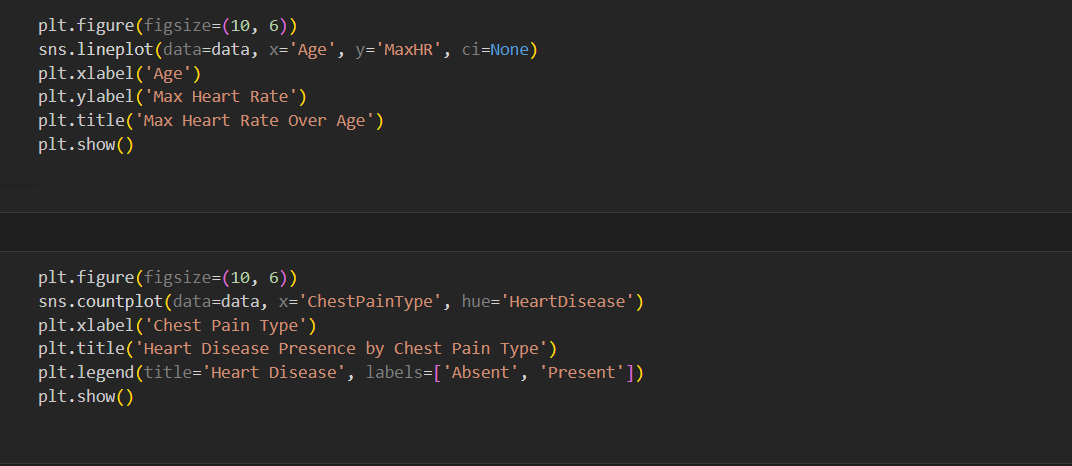 plt.figure(figsize=(10, 6))
sns.lineplot(data=data, x='Age', y='MaxHR', ci=None)
plt.xlabel('Age')
plt.ylabel('Max Heart Rate')
plt.title('Max Heart Rate Over Age')
plt.show()
plt.figure(figsize=(10, 6))
sns.countplot(data=data, x='ChestPainType', hue='HeartDisease')
plt.xlabel('Chest Pain Type')
plt.title('Heart Disease Presence by Chest Pain Type')
plt.legend(title='Heart Disease', labels=['Absent', 'Present'])
plt.show()